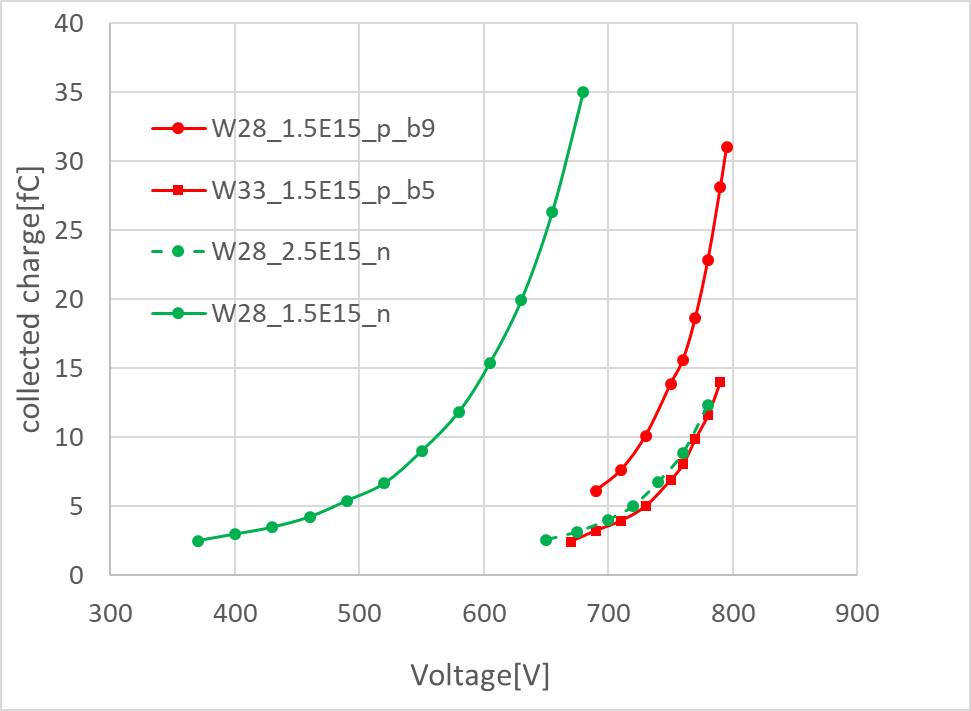 40
35
30
25
20
15
10
5
0
collected charge[fC]
W28_1.5E15_p_b9
W33_1.5E15_p_b5
W28_2.5E15_n
W28_1.5E15_n
300 400 500 600 700 800 900
Voltage[V]